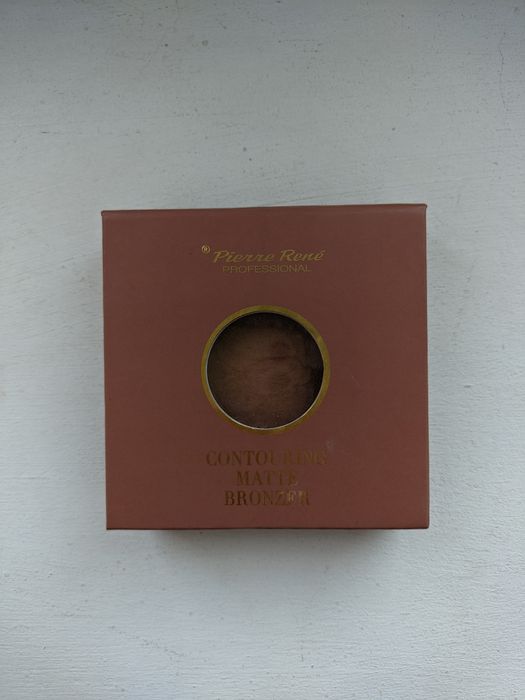 ® Pierre René
PROFESSIONAL
CONTOURING
MATTE
BRONZER